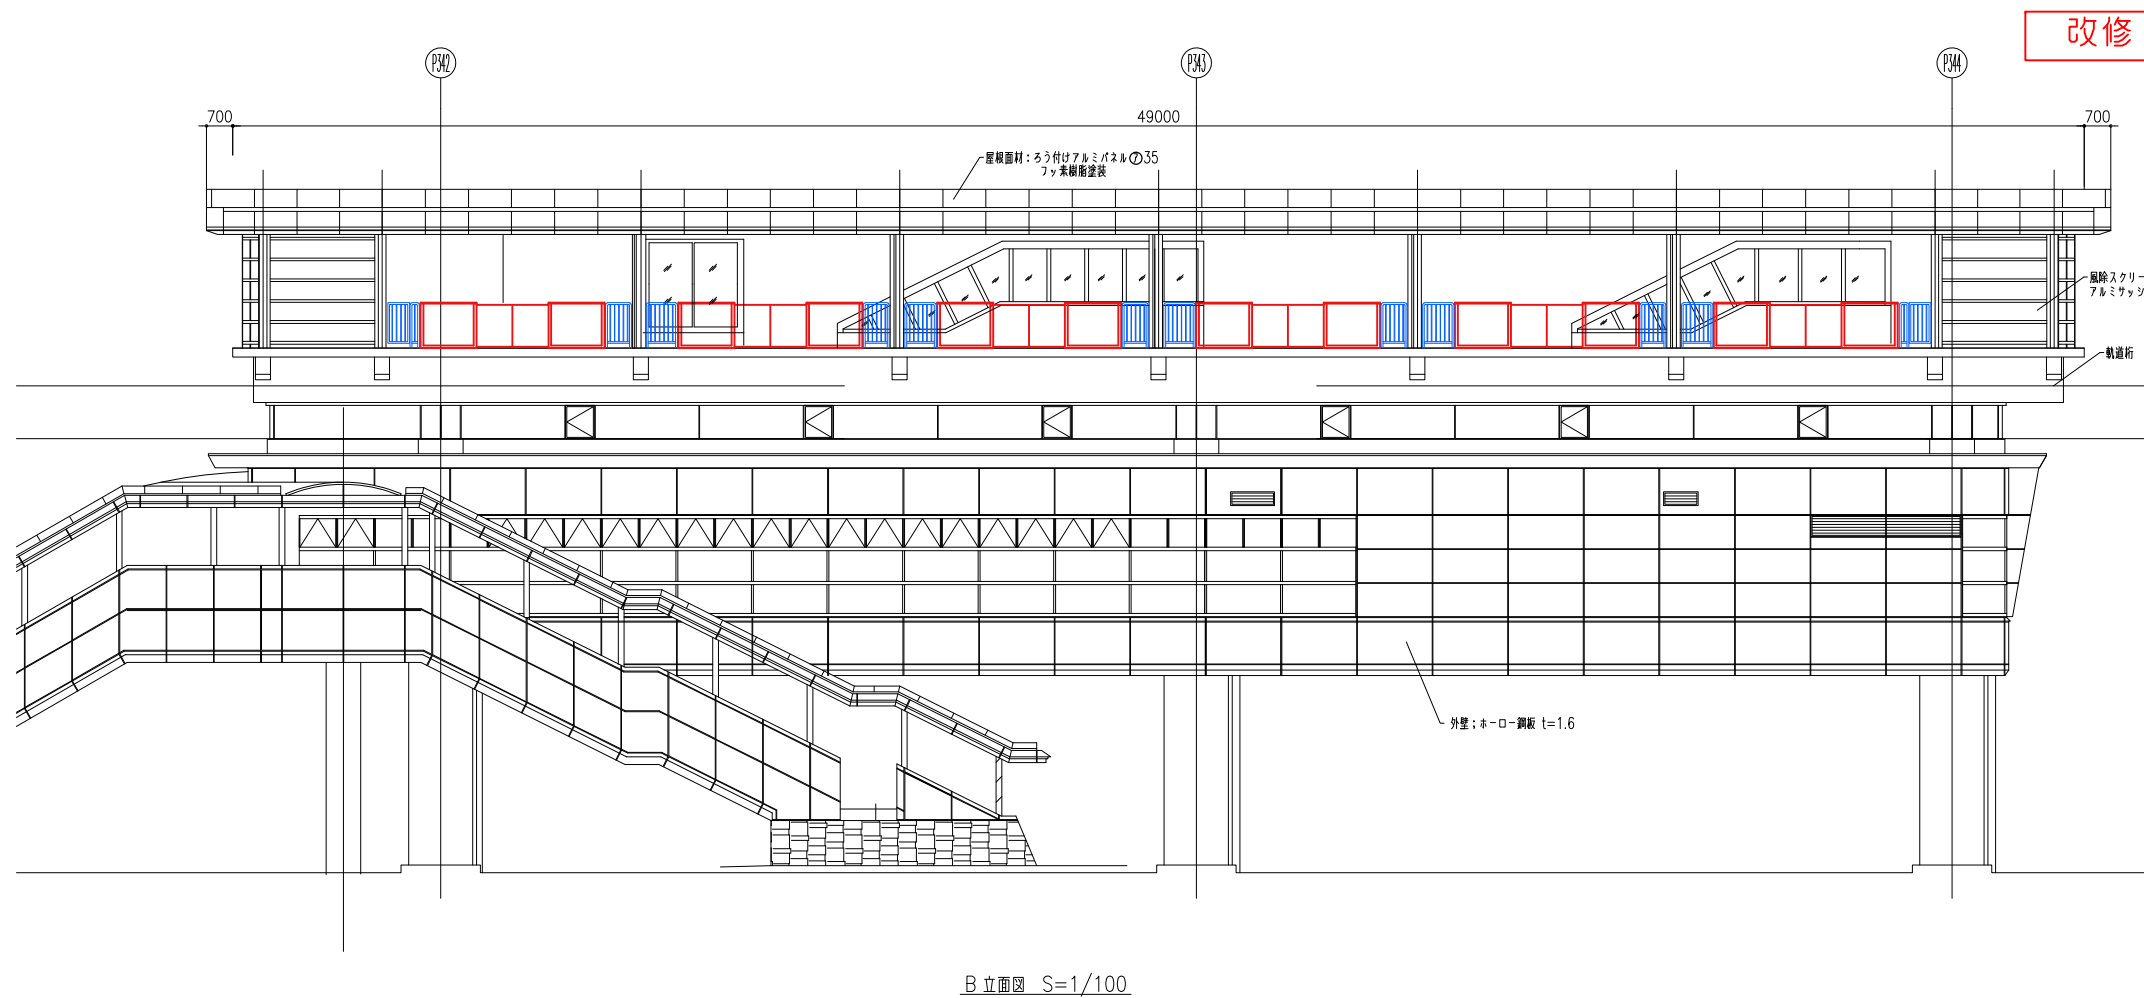 改修
P342
P343
P344
700
49000
700
屋根面材：ろう付けアルミパネル⑦35
フッ素樹脂塗装
風除スクリー
アルミサッシ
軌道桁
外壁；ホーロー鋼板 t=1.6
B 立面図 S=1/100